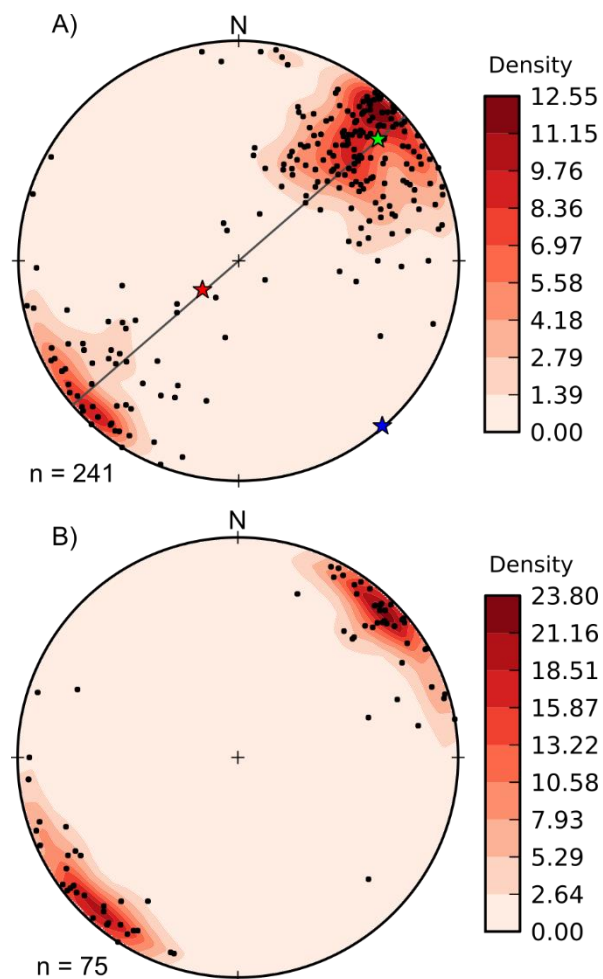 A)
N
Density
12.55
11.15
9.76
8.36
6.97
5.58
4.18
2.79
1.39
0.00
n = 241
B)
N
Density
23.80
21.16
18.51
15.87
13.22
10.58
7.93
5.29
2.64
0.00
n = 75